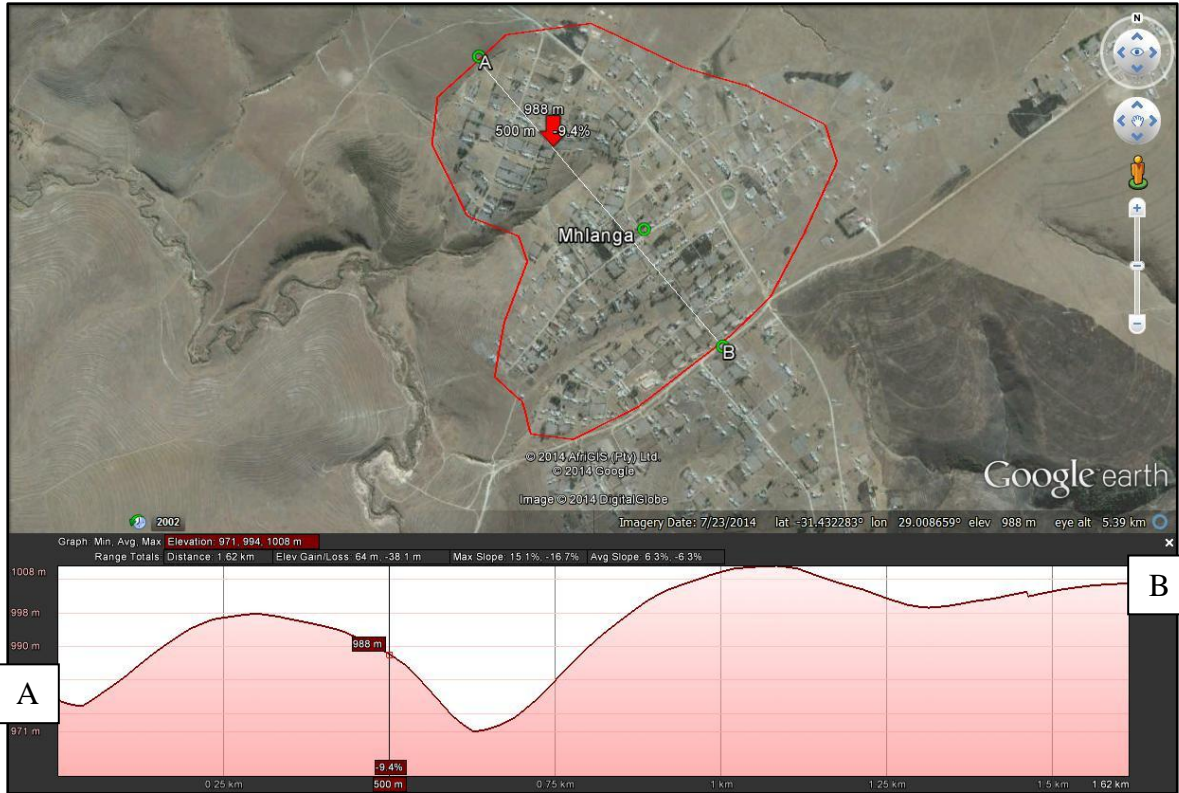 N
A
988 m
500 m -9.4%
Mhlanga
B
© 2014 AfriGIS (Pty) Ltd.
© 2014 Google
Image © 2014 DigitalGlobe
Google earth
2002
Imagery Date: 7/23/2014 lat -31.432283° lon 29.008659° elev 988 m eye alt 5.39 km
Graph: Min, Avg, Max Elevation: 971, 994, 1008 m
Range Totals: Distance: 1.62 km Elev Gain/Loss: 64 m, -38.1 m Max Slope: 15.1%, -16.7% Avg Slope: 6.3%, -6.3%
1008 m
B
998 m
988 m
990 m
A
971 m
-9.4%
0.25 km 500 m 0.75 km 1 km 1.25 km 1.5 km 1.62 km